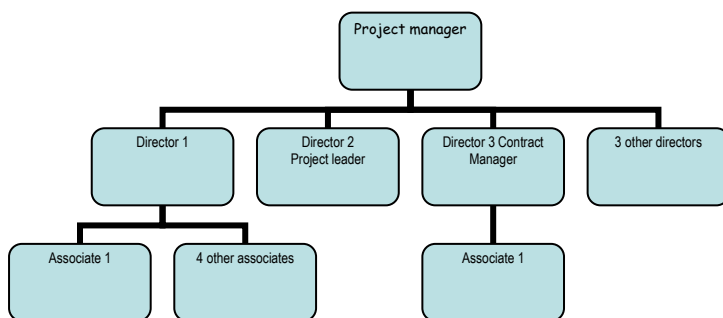 Project manager
Director 1
Director 2
Project leader
Director 3 Contract
Manager
3 other directors
Associate 1
4 other associates
Associate 1